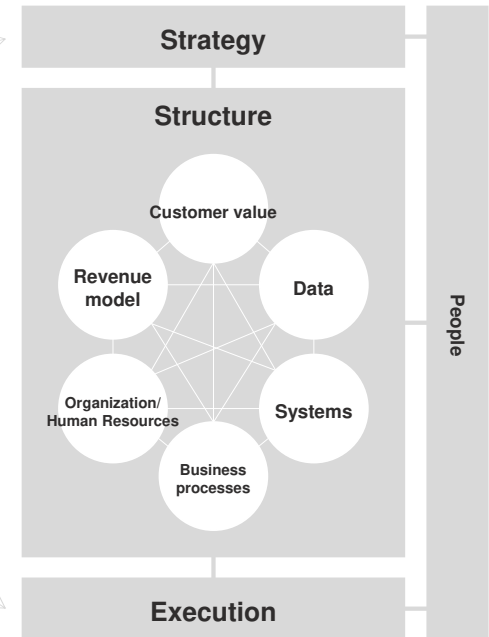 Strategy
Structure
Customer value
Revenue
model
Data
Organization/
Human Resources
Systems
Business
processes
Execution
People